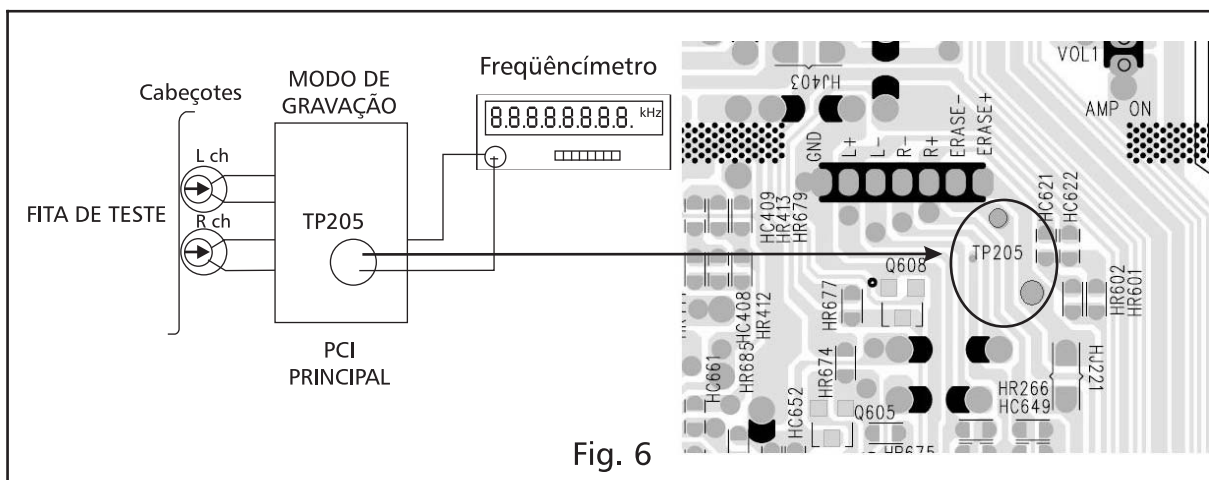 MODO DE
GRAVAÇÃO
Freqüêncímetro
Cabeçotes
8.8.8.8.8.8.8.8. kHz
L ch
R ch
FITA DE TESTE
TP205
PCI
PRINCIPAL
Fig. 6
VOL1
AMP ON
HJ403
GND
L+
L-
R-
R+
ERASE-
ERASE+
HC409
HR413
HR679
HC621
HC622
TP205
Q608
HR677
HR602
HR601
HC408
HR412
HC661
HR685
HR674
HC652
Q605
HR266
HC649
HJ221
HR675